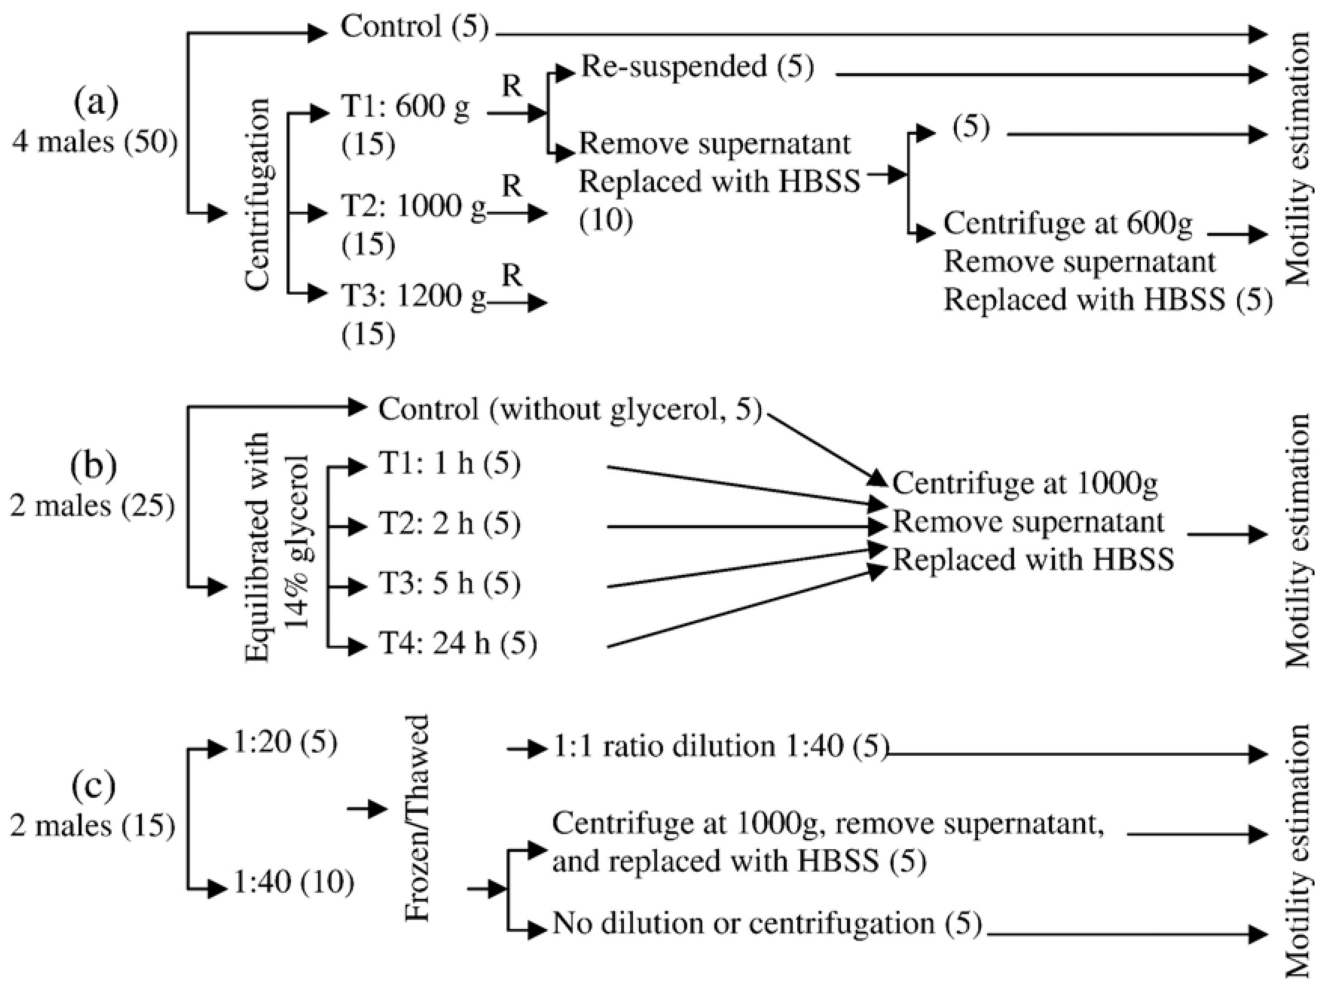 (a)
4 males (50)
Control (5)
Centrifugation
T1: 600 g
(15)
R
T2: 1000 g
(15)
R
T3: 1200 g
(15)
R
Re-suspended (5)
Remove supernatant
Replaced with HBSS
(10)
(5)
Centrifuge at 600g
Remove supernatant
Replaced with HBSS (5)
Motility estimation
(b)
2 males (25)
Control (without glycerol, 5)
Equilibrated with
14% glycerol
T1: 1 h (5)
T2: 2 h (5)
T3: 5 h (5)
T4: 24 h (5)
Centrifuge at 1000g
Remove supernatant
Replaced with HBSS
Motility estimation
(c)
2 males (15)
1:20 (5)
1:40 (10)
Frozen/Thawed
1:1 ratio dilution 1:40 (5)
Centrifuge at 1000g, remove supernatant,
and replaced with HBSS (5)
No dilution or centrifugation (5)
Motility estimation